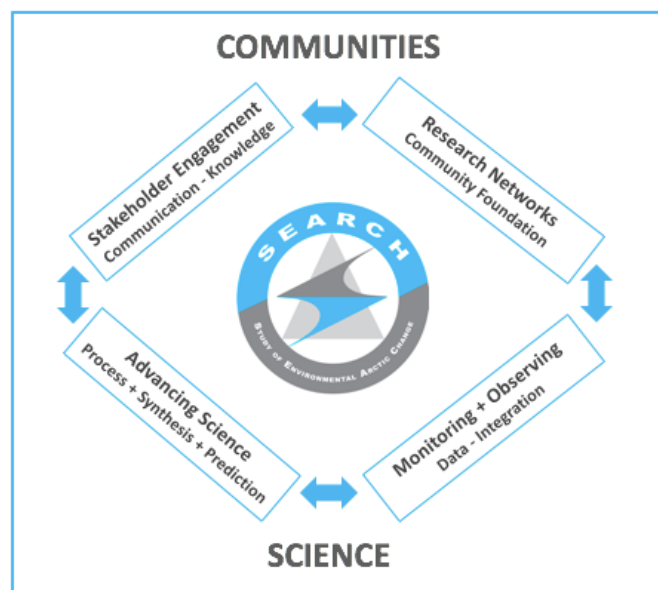 COMMUNITIES
Stakeholder Engagement
Communication - Knowledge
Research Networks
Community Foundation
SEARCH
STUDY OF ENVIRONMENTAL ARCTIC CHANGE
Advancing Science
Process + Synthesis + Prediction
Monitoring + Observing
Data - Integration
SCIENCE